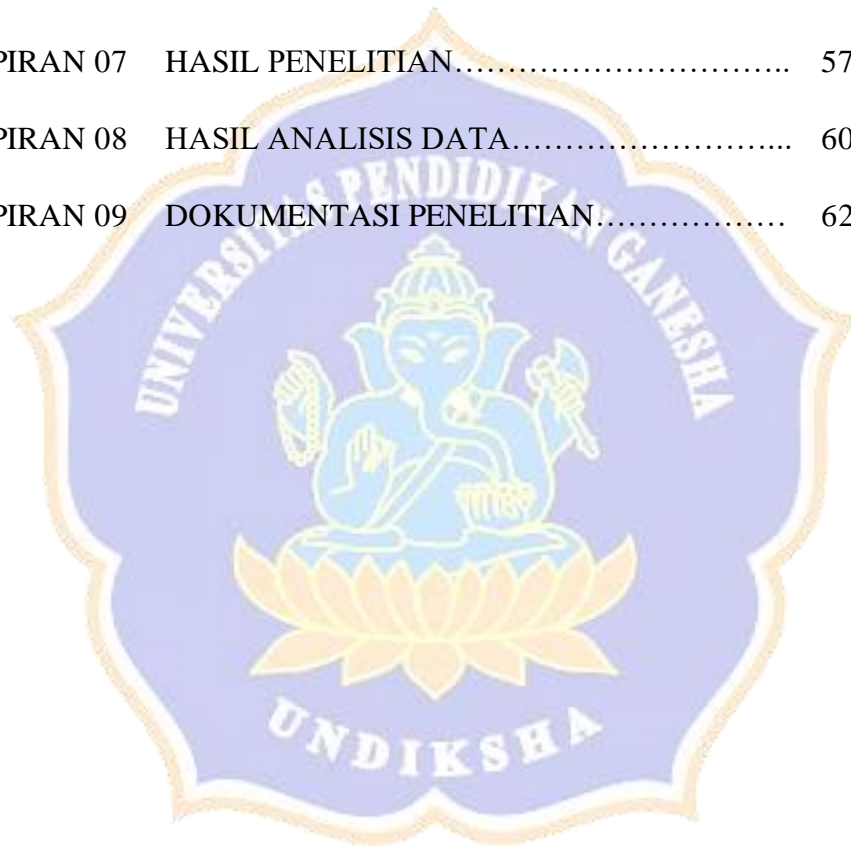 PIRAN 07 HASIL PENELITIAN………………………….. 57
PIRAN 08 HASIL ANALISIS DATA……………………... 60
PIRAN 09 DOKUMENTASI PENELITIAN……………… 62
UNIVERSITAS PENDIDIKAN GANESHA
UNDIKSHA